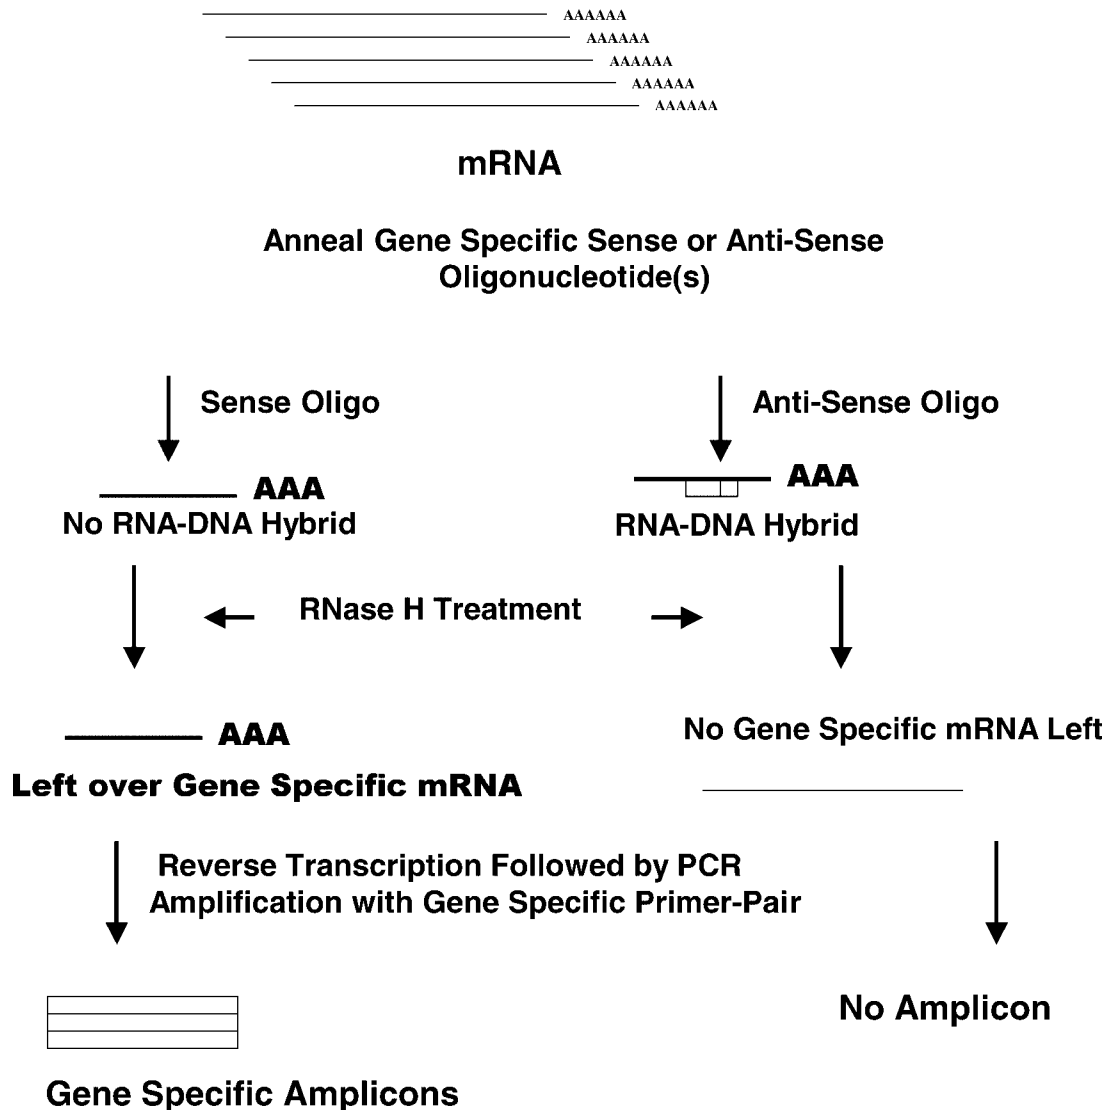 AAAAAA
AAAAAA
AAAAAA
AAAAAA
AAAAAA
mRNA
Anneal Gene Specific Sense or Anti-Sense
Oligonucleotide(s)
Sense Oligo
Anti-Sense Oligo
AAA
AAA
No RNA-DNA Hybrid
RNA-DNA Hybrid
RNase H Treatment
AAA
No Gene Specific mRNA Left
Left over Gene Specific mRNA
Reverse Transcription Followed by PCR
Amplification with Gene Specific Primer-Pair
No Amplicon
Gene Specific Amplicons